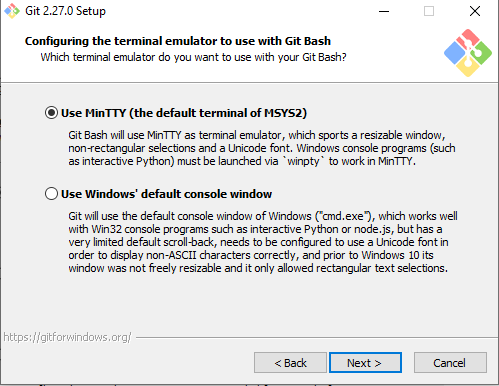 Git 2.27.0 Setup
Configuring the terminal emulator to use with Git Bash
Which terminal emulator do you want to use with your Git Bash?
Use MinTTY (the default terminal of MSYS2)
Git Bash will use MinTTY as terminal emulator, which sports a resizable window,
non-rectangular selections and a Unicode font. Windows console programs (such
as interactive Python) must be launched via `winpty` to work in MinTTY.
Use Windows' default console window
Git will use the default console window of Windows ("cmd.exe"), which works well
with Win32 console programs such as interactive Python or node.js, but has a
very limited default scroll-back, needs to be configured to use a Unicode font in
order to display non-ASCII characters correctly, and prior to Windows 10 its
window was not freely resizable and it only allowed rectangular text selections.
https://gitforwindows.org/
< Back
Next >
Cancel